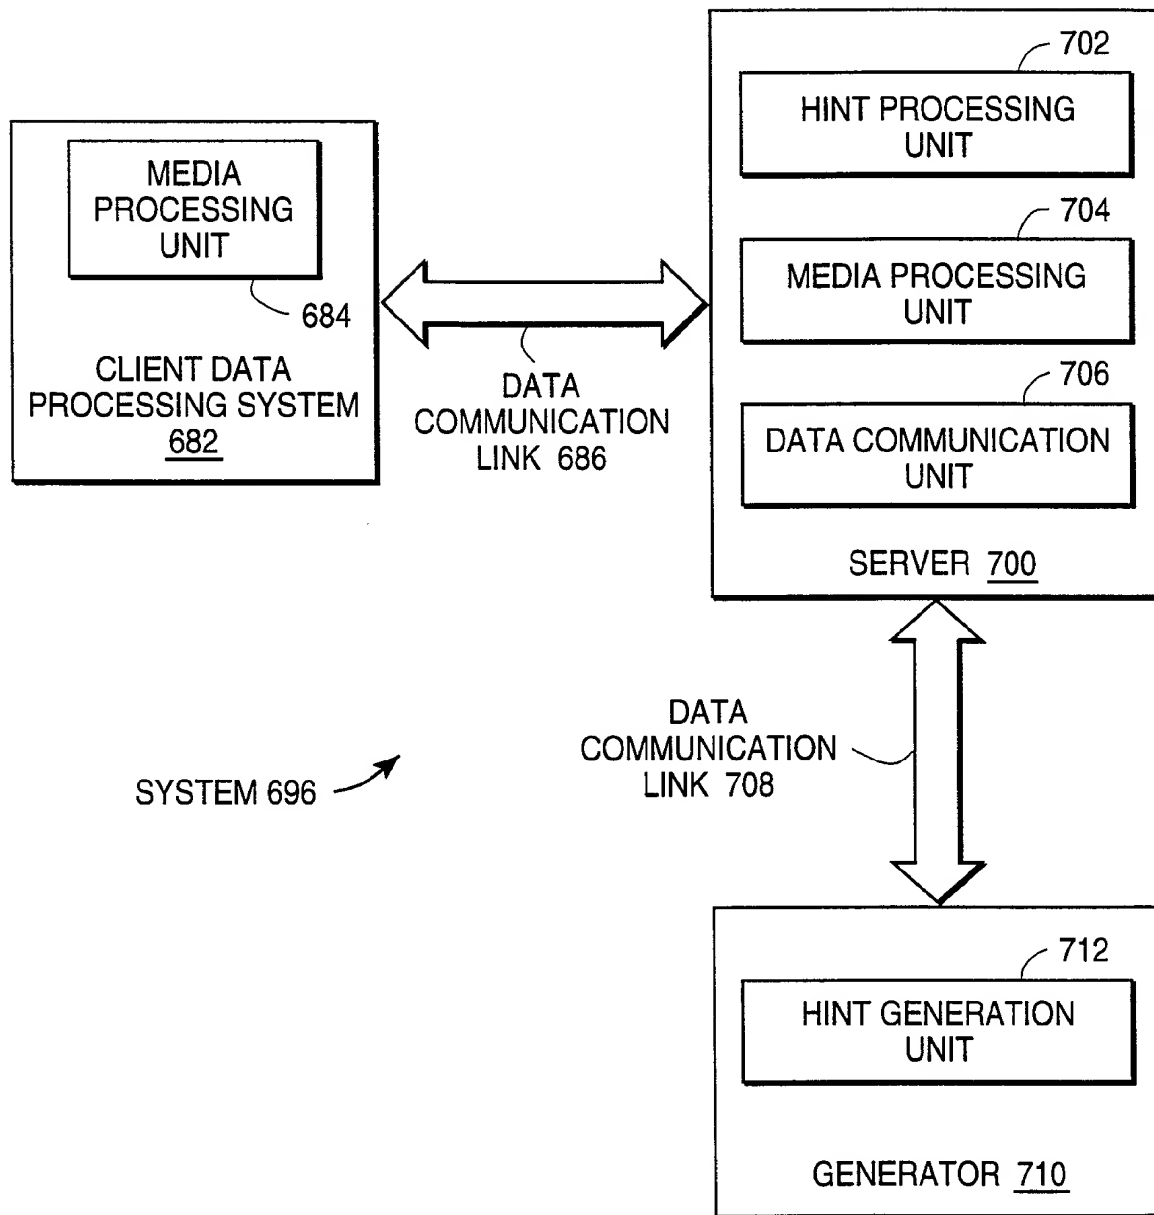 702
HINT PROCESSING
UNIT
MEDIA
PROCESSING
UNIT
684
CLIENT DATA
PROCESSING SYSTEM
682
DATA
COMMUNICATION
LINK 686
704
MEDIA PROCESSING
UNIT
706
DATA COMMUNICATION
UNIT
SERVER 700
DATA
COMMUNICATION
LINK 708
SYSTEM 696
712
HINT GENERATION
UNIT
GENERATOR 710